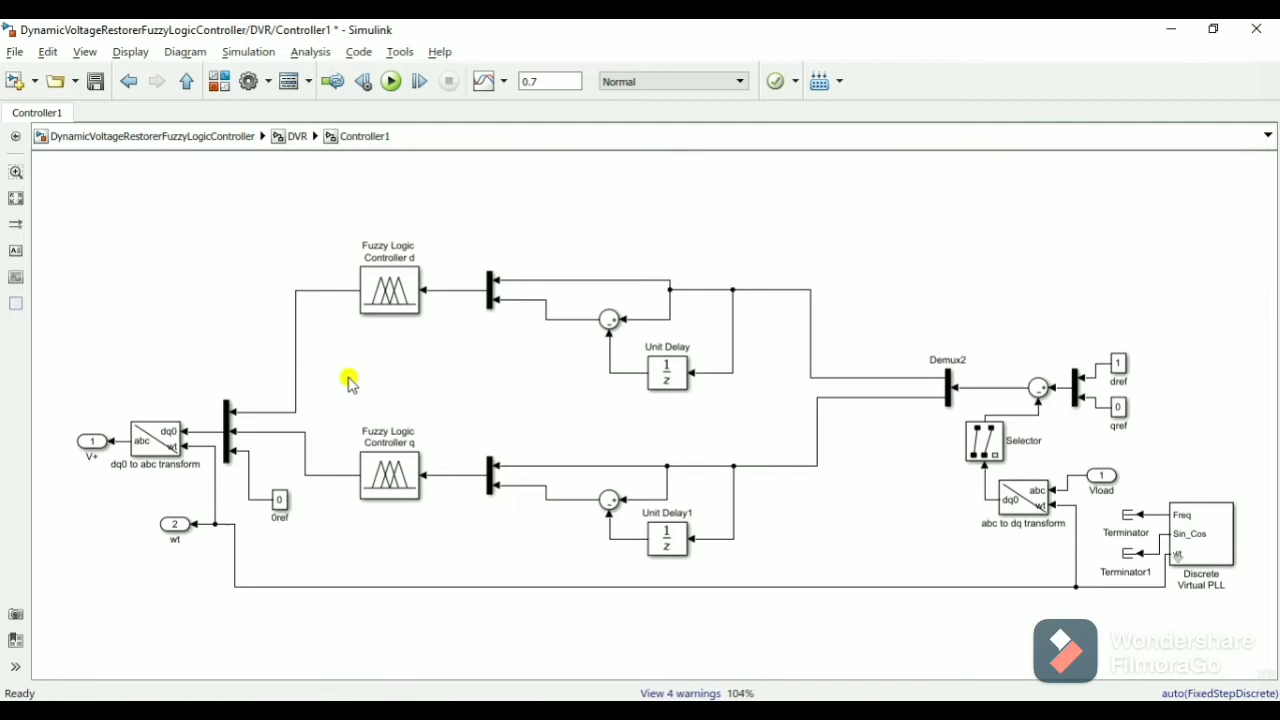 DynamicVoltageRestorerFuzzyLogicController/DVR/Controller1 * - Simulink
File Edit View Display Diagram Simulation Analysis Code Tools Help
0.7
Normal
Controller1
DynamicVoltageRestorerFuzzyLogicController DVR Controller1
Fuzzy Logic
Controller d
Unit Delay
1
z
Demux2
1
dref
0
qref
Selector
Fuzzy Logic
Controller q
Unit Delay1
1
z
1
V+
abc
dq0
wt
dq0 to abc transform
0
0ref
2
wt
dq0
abc
wt
abc to dq transform
1
Vload
Terminator
Terminator1
Freq
Sin_Cos
wt
Discrete
Virtual PLL
Wondershare
FilmoraGo
Ready
View 4 warnings 104%
auto(FixedStepDiscrete)